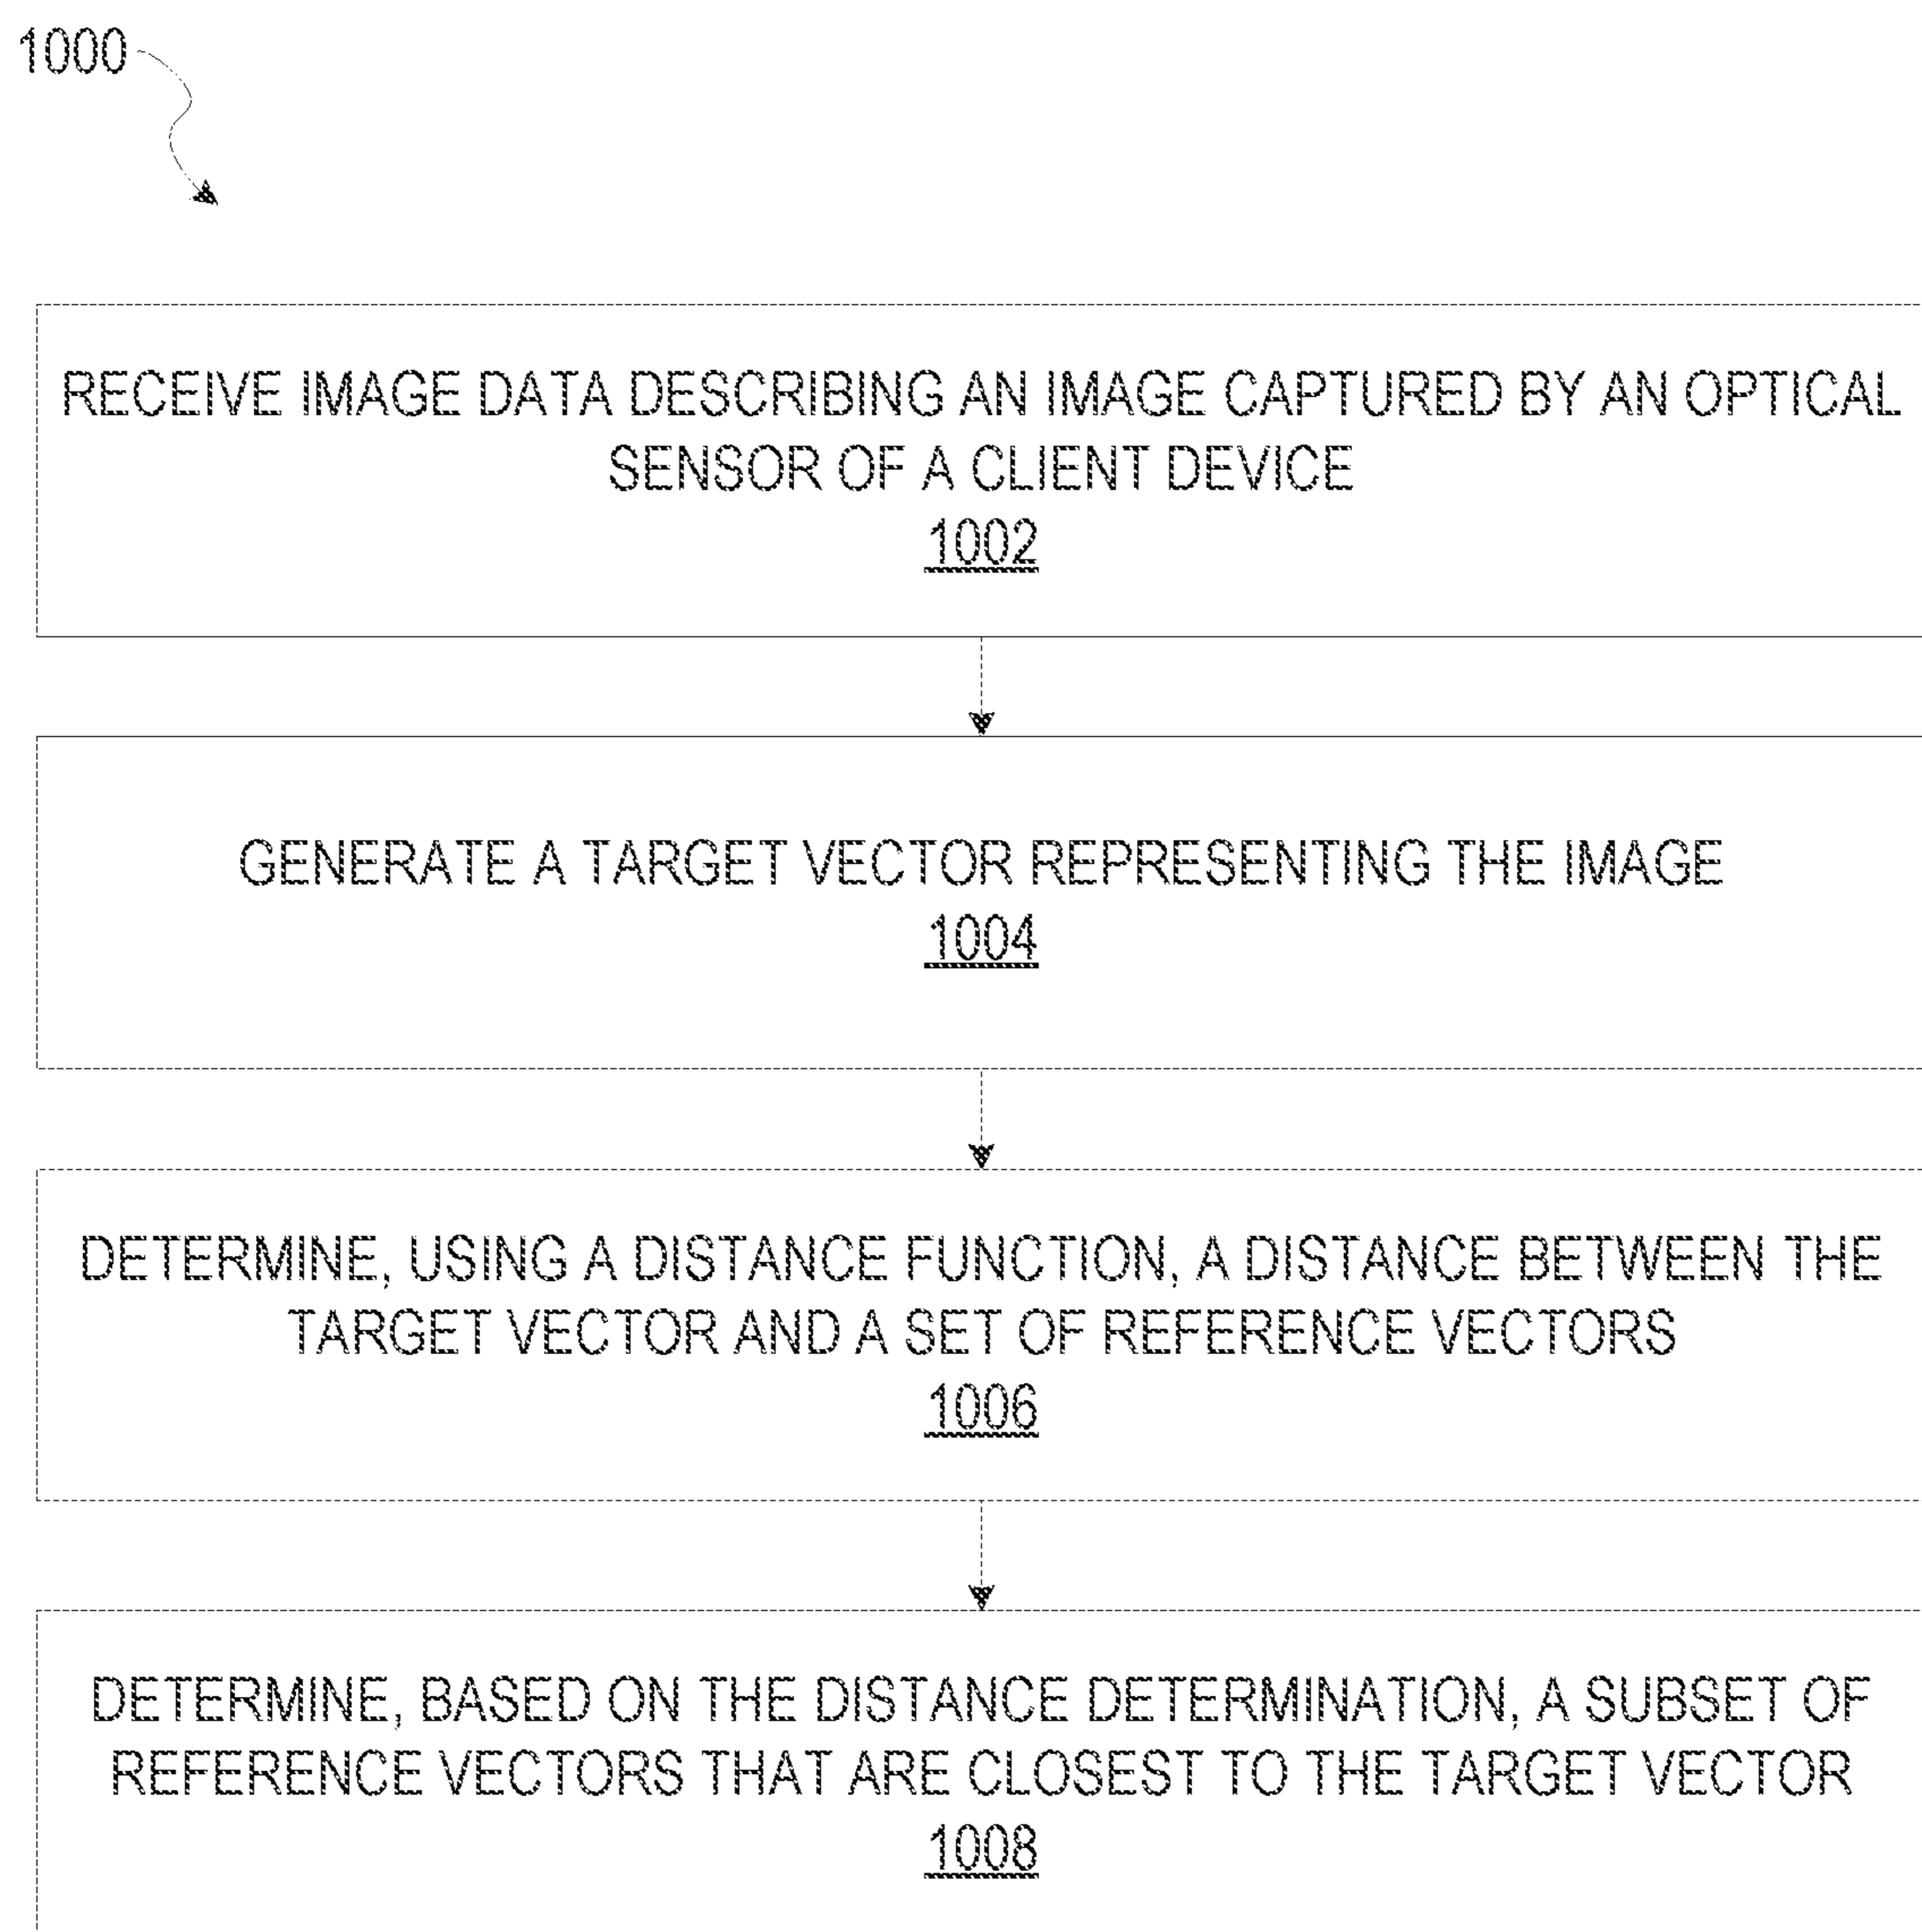 1000
RECEIVE IMAGE DATA DESCRIBING AN IMAGE CAPTURED BY AN OPTICAL
SENSOR OF A CLIENT DEVICE
1002
GENERATE A TARGET VECTOR REPRESENTING THE IMAGE
1004
DETERMINE, USING A DISTANCE FUNCTION, A DISTANCE BETWEEN THE
TARGET VECTOR AND A SET OF REFERENCE VECTORS
1006
DETERMINE, BASED ON THE DISTANCE DETERMINATION, A SUBSET OF
REFERENCE VECTORS THAT ARE CLOSEST TO THE TARGET VECTOR
1008